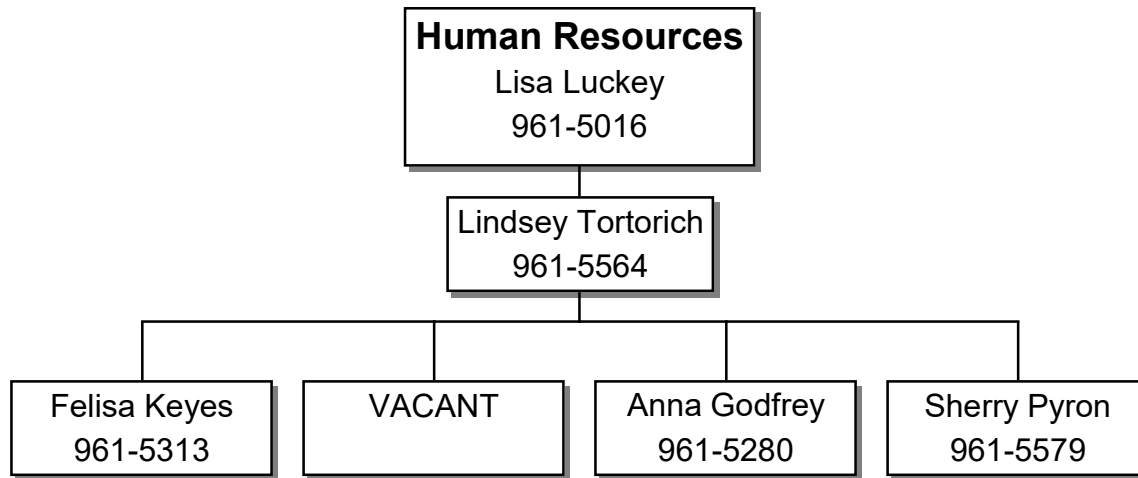 Human Resources
Lisa Luckey
961-5016
Lindsey Tortorich
961-5564
Felisa Keyes
961-5313
VACANT
Anna Godfrey
961-5280
Sherry Pyron
961-5579